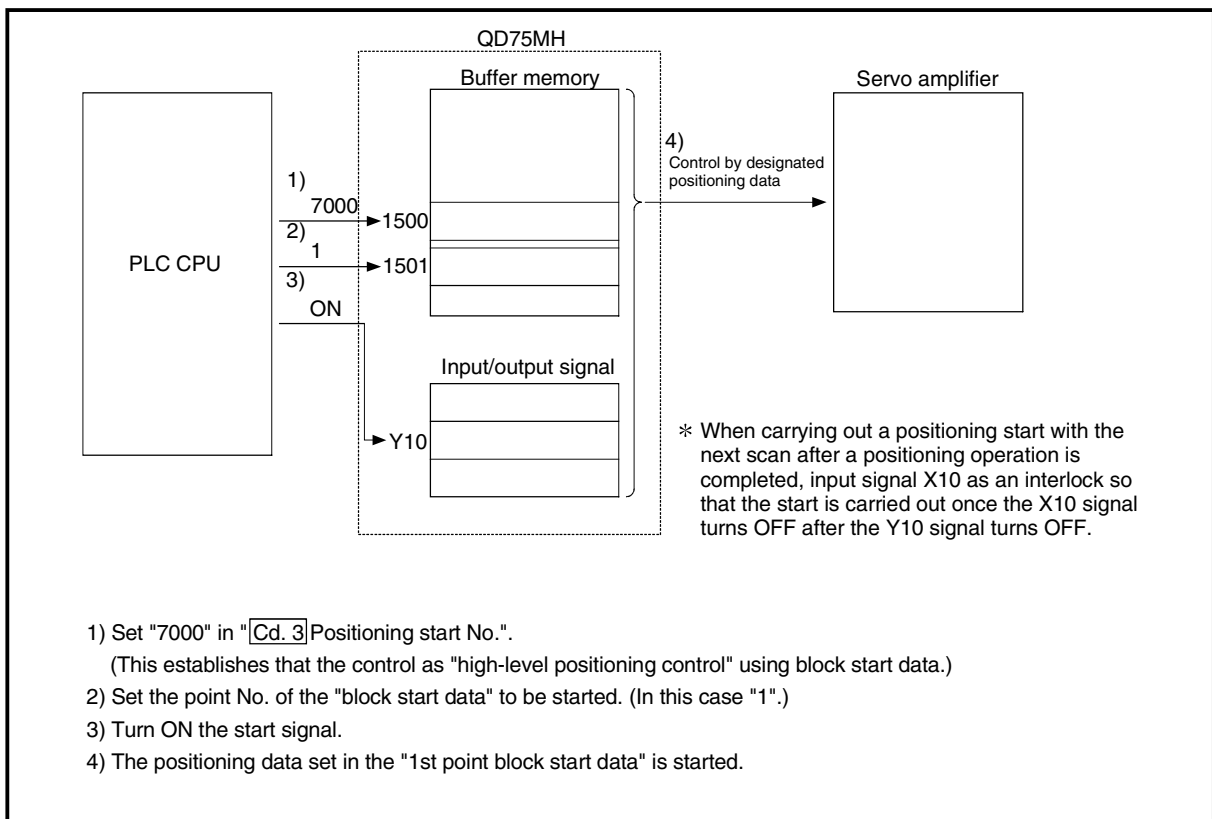 QD75MH
Buffer memory
Servo amplifier
4)
Control by designated
positioning data
1)
7000
1500
2)
1
1501
PLC CPU
3)
ON
Input/output signal
Y10
* When carrying out a positioning start with the
next scan after a positioning operation is
completed, input signal X10 as an interlock so
that the start is carried out once the X10 signal
turns OFF after the Y10 signal turns OFF.
1) Set "7000" in "Cd. 3 Positioning start No.".
(This establishes that the control as "high-level positioning control" using block start data.)
2) Set the point No. of the "block start data" to be started. (In this case "1".)
3) Turn ON the start signal.
4) The positioning data set in the "1st point block start data" is started.